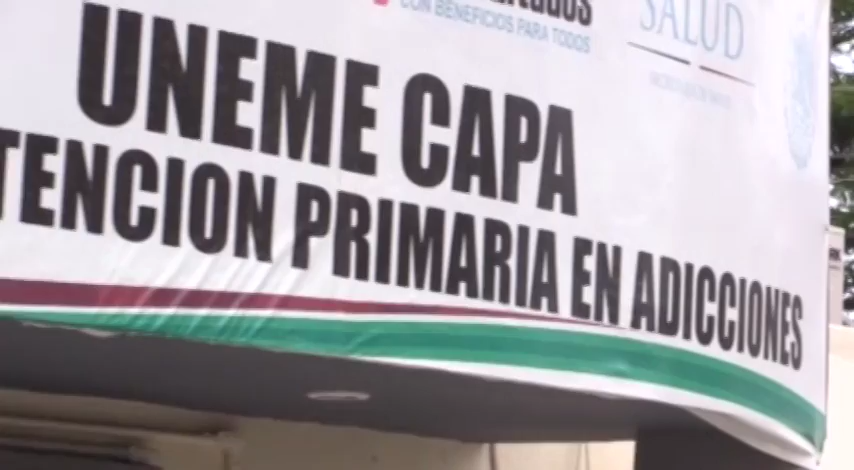 CON BENEFICIOS PARA TODOS
SALUD
UNEME CAPA
TENCION PRIMARIA EN ADICCIONES